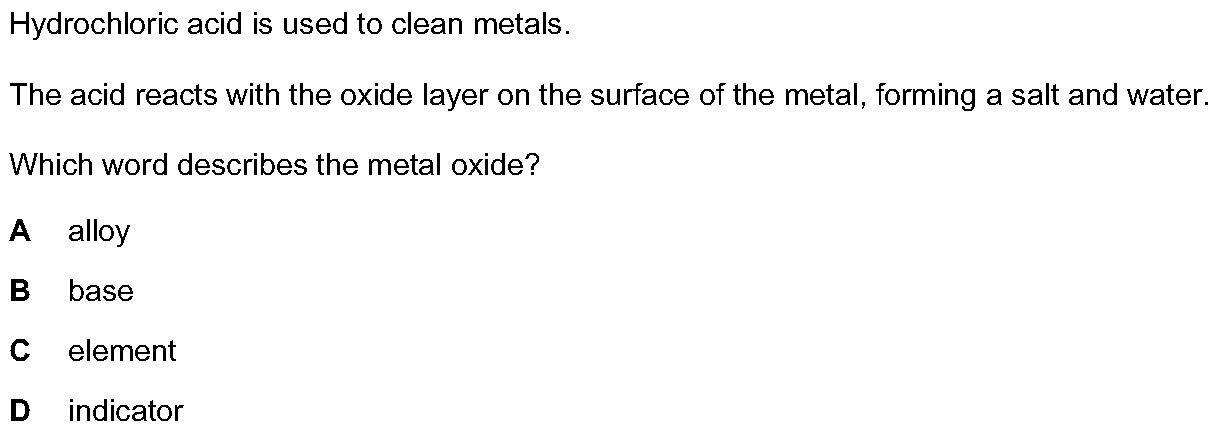 Hydrochloric acid is used to clean metals.
The acid reacts with the oxide layer on the surface of the metal, forming a salt and water.
Which word describes the metal oxide?
A alloy
B base
C element
D indicator